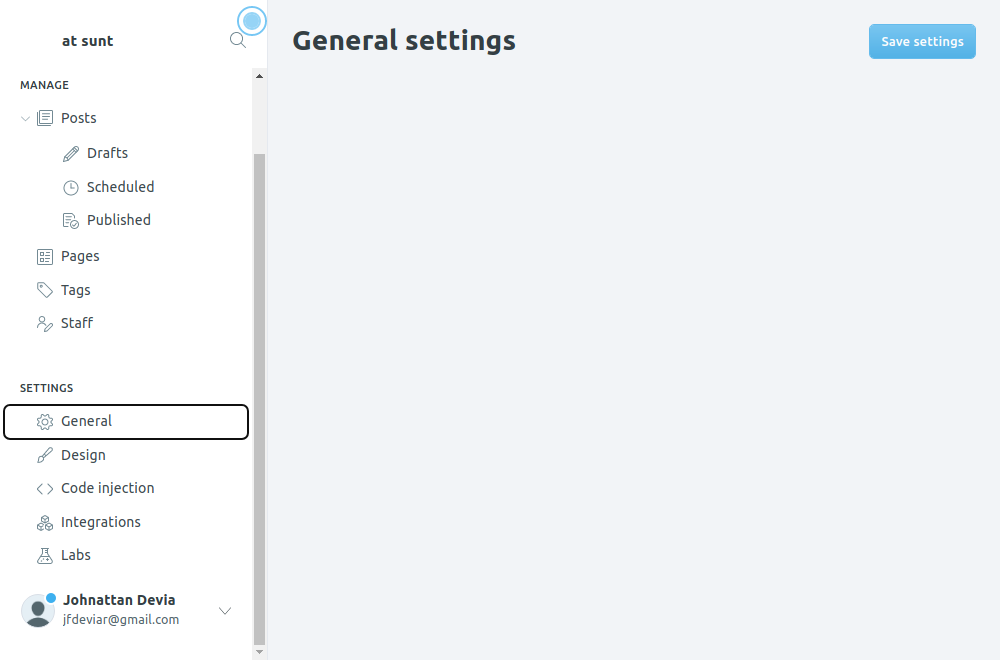 at sunt
General settings
Save settings
MANAGE
Posts
Drafts
Scheduled
Published
Pages
Tags
Staff
SETTINGS
General
Design
Code injection
Integrations
Labs
Johnattan Devia
jfdeviar@gmail.com